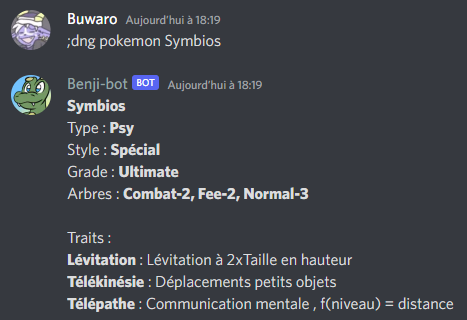 Buwaro Aujourd'hui à 18:19
;dng pokemon Symbios
Benji-bot BOT Aujourd'hui à 18:19
Symbios
Type : Psy
Style : Spécial
Grade : Ultimate
Arbres : Combat-2, Fee-2, Normal-3
Traits :
Lévitation : Lévitation à 2xTaille en hauteur
Télékinésie : Déplacements petits objets
Télépathe : Communication mentale , f(niveau) = distance